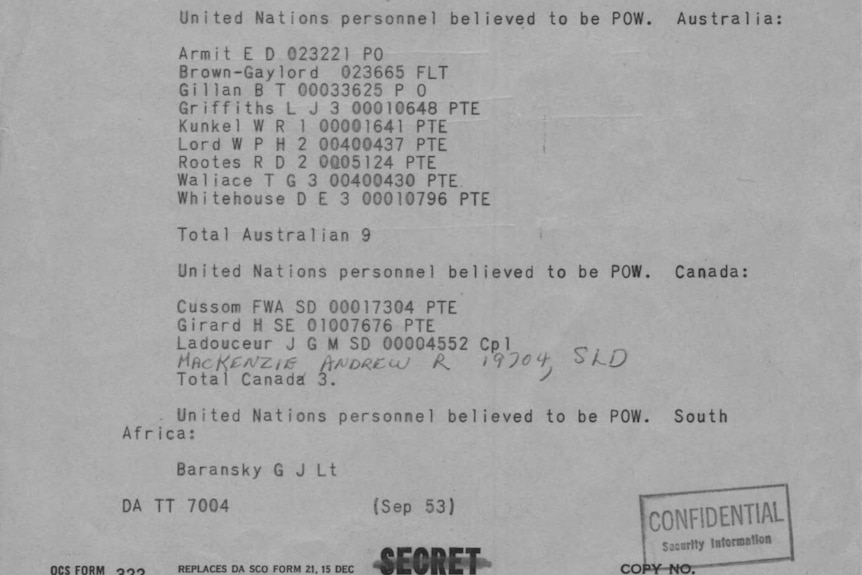 United Nations personnel believed to be POW. Australia:
Armit E D 023221 PO
Brown-Gaylord 023665 FLT
Gillan B T 00033625 P O
Griffiths L J 3 00010648 PTE
Kunkel W R 1 00001641 PTE
Lord W P H 2 00400437 PTE
Rootes R D 2 0005124 PTE
Waliace T G 3 00400430 PTE
Whitehouse D E 3 00010796 PTE
Total Australian 9
United Nations personnel believed to be POW. Canada:
Cussom FWA SD 00017304 PTE
Girard H SE 01007676 PTE
Ladouceur J G M SD 00004552 Cpl
MACKENZIE ANDREW R 19704, SLD
Total Canada 3.
United Nations personnel believed to be POW. South
Africa:
Baransky G J Lt
DA TT 7004 (Sep 53)
CONFIDENTIAL
Security Information
SECRET
OCS FORM 322 REPLACES DA SCO FORM 21, 15 DEC COPY NO.